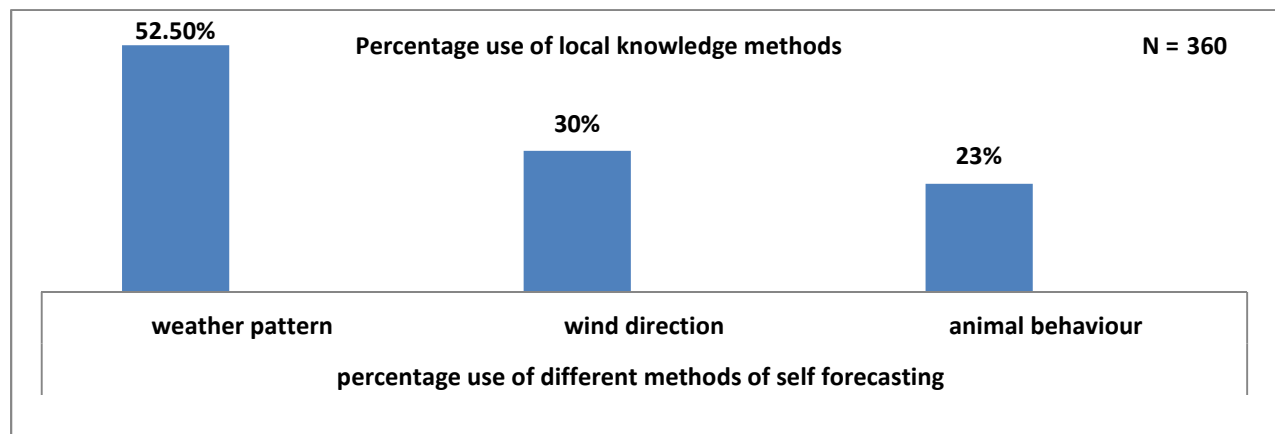 52.50%
Percentage use of local knowledge methods
N = 360
30%
23%
weather pattern
wind direction
animal behaviour
percentage use of different methods of self forecasting